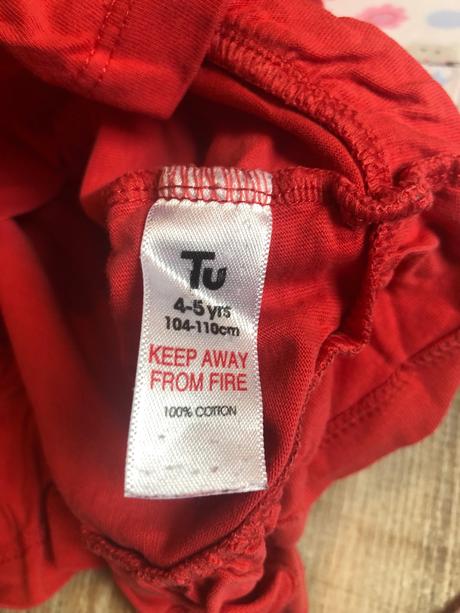 Tu
4-5 yrs
104-110cm
KEEP AWAY
FROM FIRE
100% COTTON